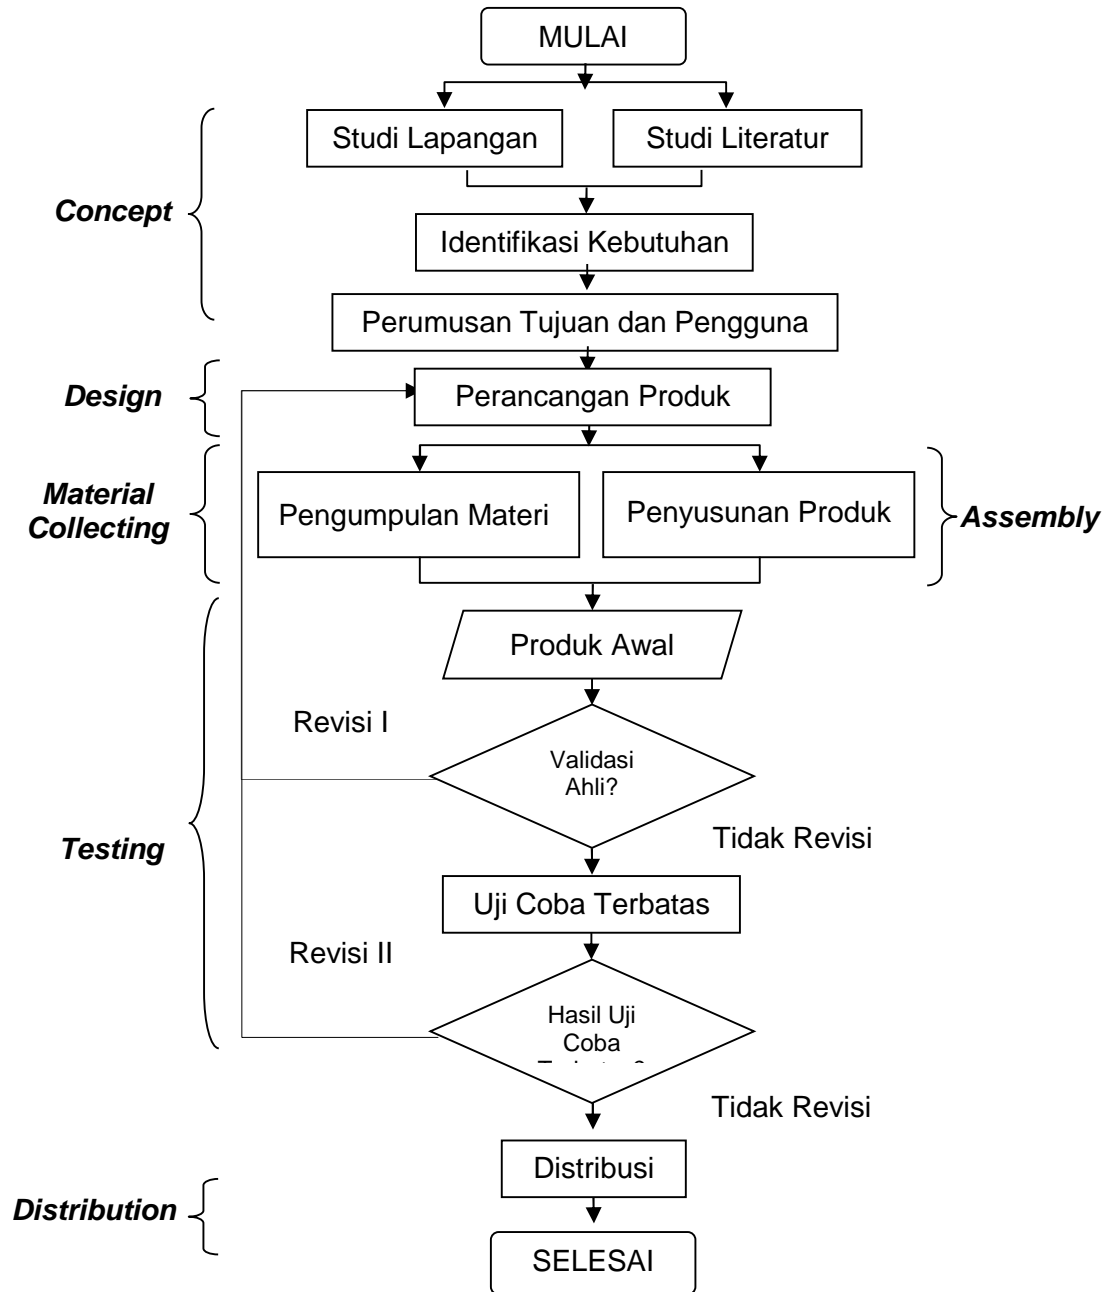 MULAI
Studi Lapangan
Studi Literatur
Concept
Identifikasi Kebutuhan
Perumusan Tujuan dan Pengguna
Design
Perancangan Produk
Material
Collecting
Pengumpulan Materi
Penyusunan Produk
Assembly
Produk Awal
Revisi I
Validasi
Ahli?
Tidak Revisi
Testing
Uji Coba Terbatas
Revisi II
Hasil Uji
Coba
Tidak Revisi
Distribusi
Distribution
SELESAI